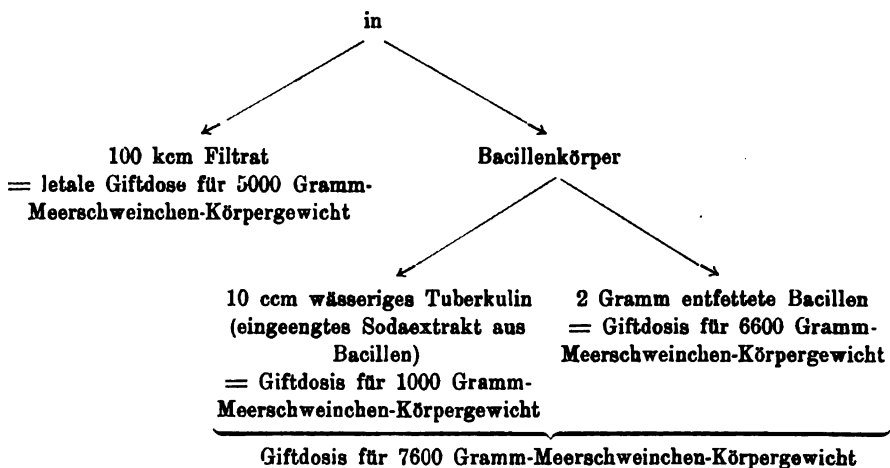 in
100 kcm Filtrat
= letale Giftdose für 5000 Gramm-
Meerschweinchen-Körpergewicht
Bacillenkörper
10 ccm wässeriges Tuberkulin
(eingeengtes Sodaextrakt aus
Bacillen)
= Giftdosis für 1000 Gramm-
Meerschweinchen-Körpergewicht
2 Gramm entfettete Bacillen
= Giftdosis für 6600 Gramm-
Meerschweinchen-Körpergewicht
Giftdosis für 7600 Gramm-Meerschweinchen-Körpergewicht